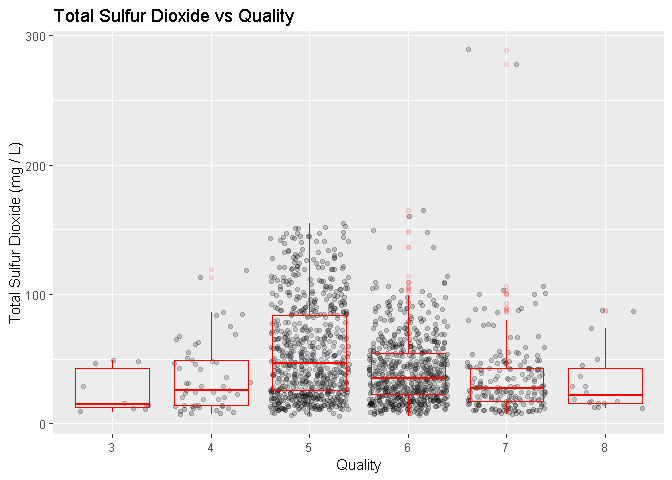 Total Sulfur Dioxide vs Quality
Total Sulfur Dioxide (mg / L)
300
200
100
0
3 4 5 6 7 8
Quality